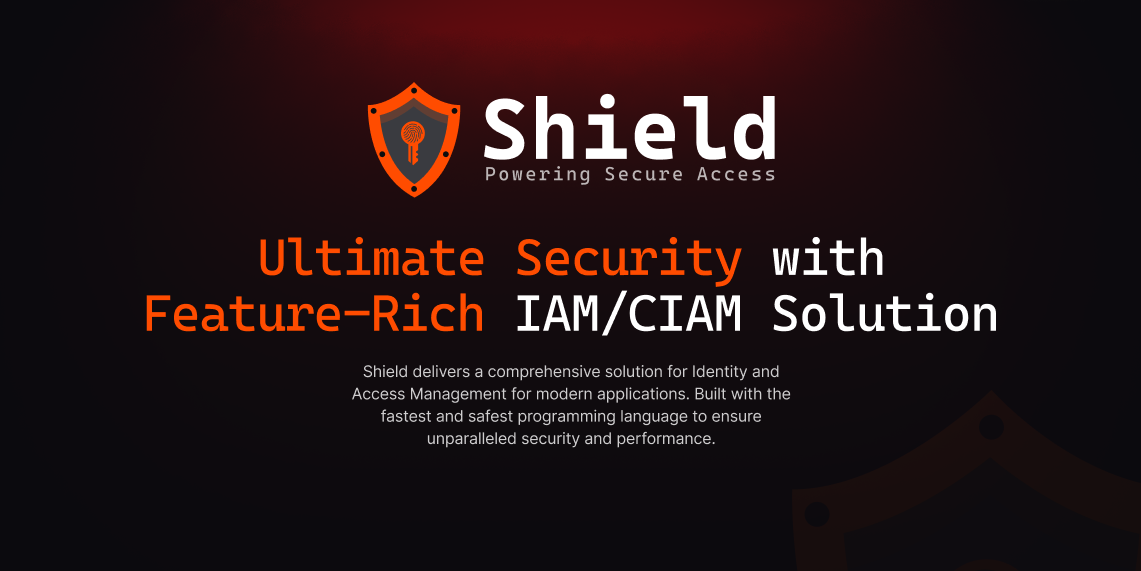 Shield
Powering Secure Access
Ultimate Security with
Feature-Rich IAM/CIAM Solution
Shield delivers a comprehensive solution for Identity and
Access Management for modern applications. Built with the
fastest and safest programming language to ensure
unparalleled security and performance.